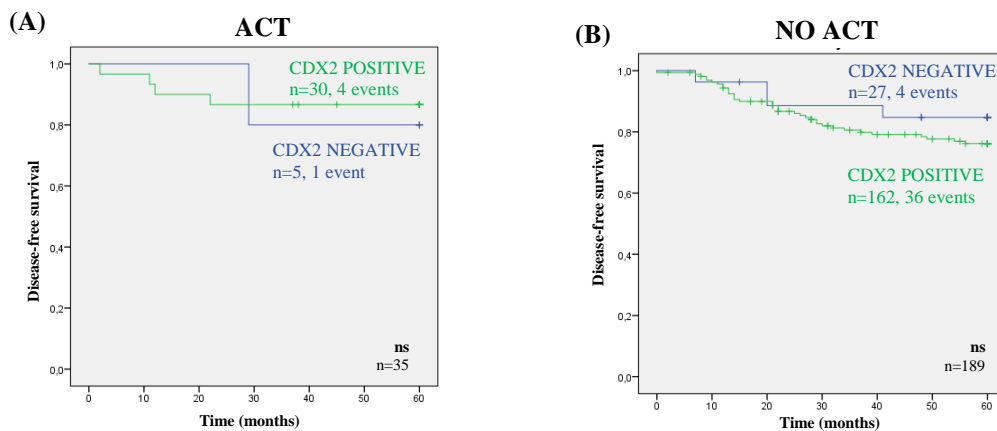 (A)
ACT
CDX2 POSITIVE
n=30, 4 events
CDX2 NEGATIVE
n=5, 1 event
Disease-free survival
1,0
0,8
0,6
0,4
0,2
0,0
ns
n=35
0 10 20 30 40 50 60
Time (months)
(B)
NO ACT
CDX2 NEGATIVE
n=27, 4 events
CDX2 POSITIVE
n=162, 36 events
Disease-free survival
1,0
0,8
0,6
0,4
0,2
0,0
ns
n=189
0 10 20 30 40 50 60
Time (months)